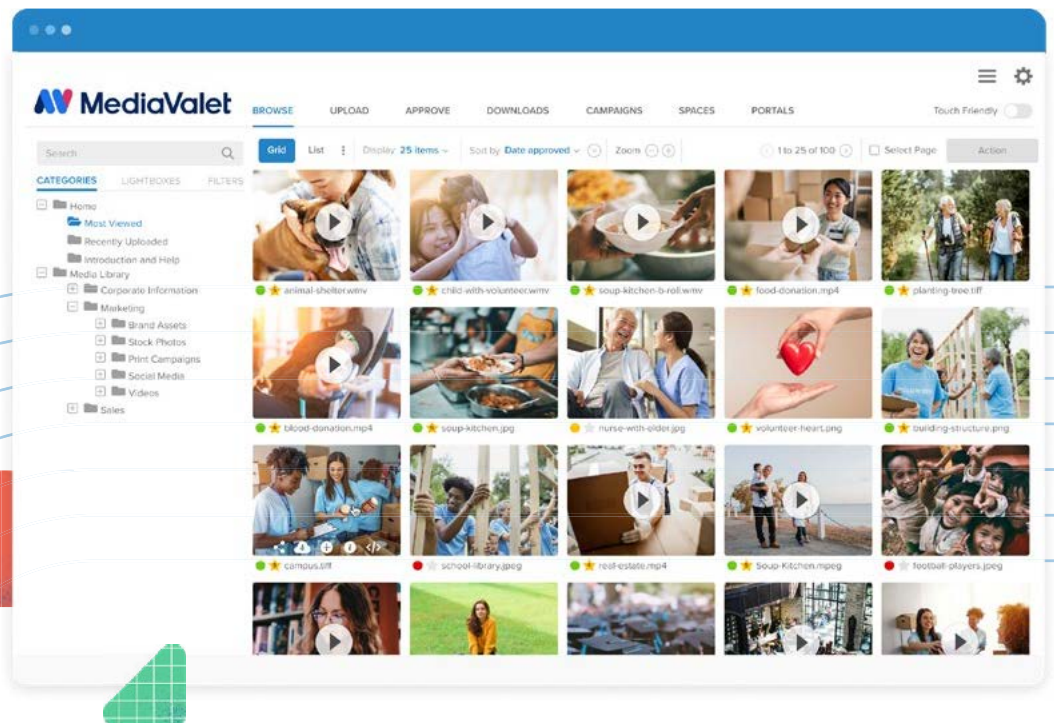 MediaValet
BROWSE UPLOAD APPROVE DOWNLOADS CAMPAIGNS SPACES PORTALS Touch Friendly
Search Grid List Display: 25 items Sort by: Date approved Zoom 1 to 25 of 100 Select Page Action
CATEGORIES LIGHTBOXES FILTERS
Home
Most Viewed
Recently Uploaded
Introduction and Help
Media Library
Corporate Information
Marketing
Brand Assets
Stock Photos
Print Campaigns
Social Media
Videos
Sales
animal-shelter.wmv child-with-volunteer.wmv soup-kitchen-b-roll.wmv food-donation.mp4 planting-tree.tiff
blood-donation.mp4 soup-kitchen.jpg nurse-with-elder.jpg volunteer-heart.png building-structure.png
campus.tiff school-library.jpeg real-estate.mp4 Soup-Kitchen.mpeg football-players.jpeg